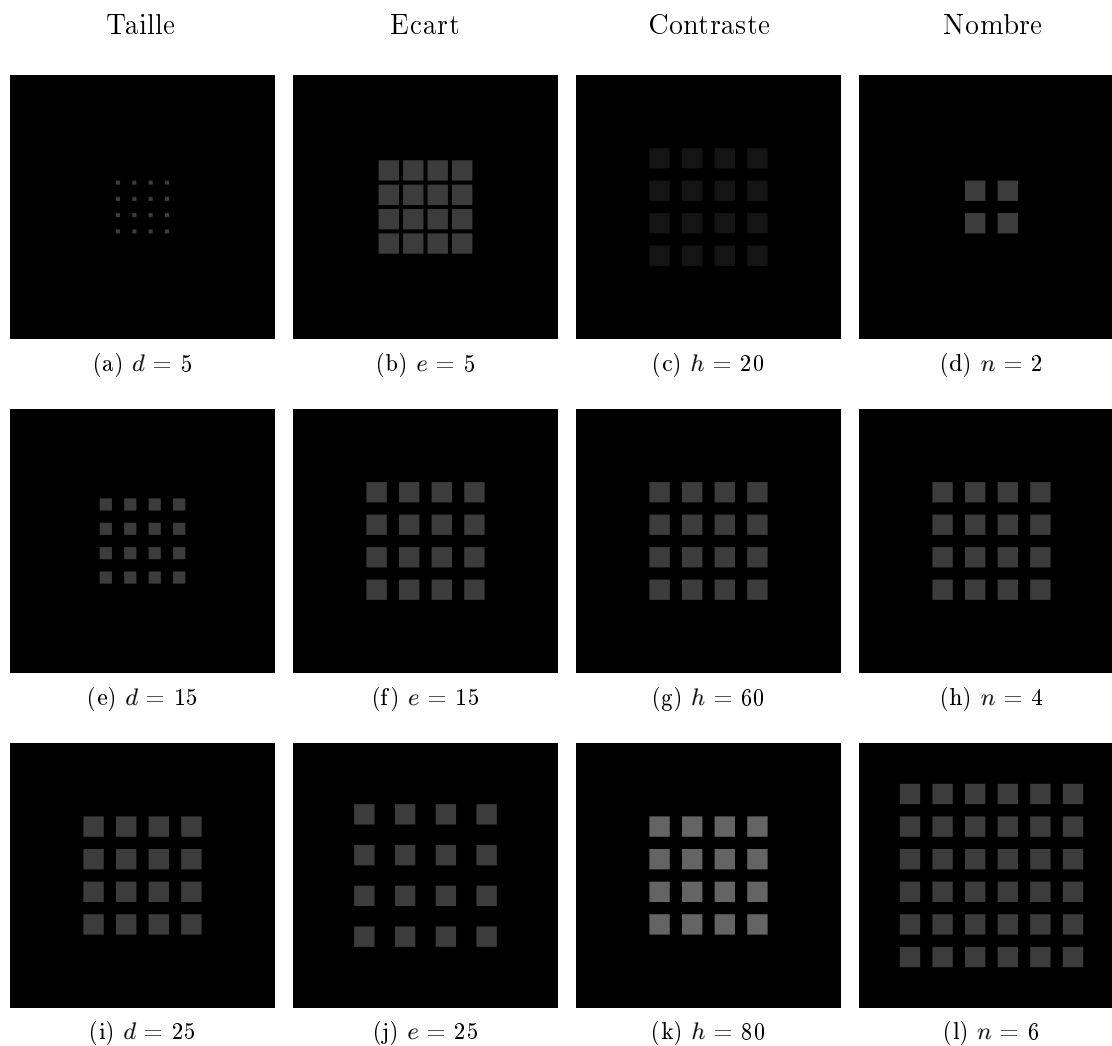 Taille Ecart Contraste Nombre
(a) d = 5 (b) e = 5 (c) h = 20 (d) n = 2
(e) d = 15 (f) e = 15 (g) h = 60 (h) n = 4
(i) d = 25 (j) e = 25 (k) h = 80 (l) n = 6